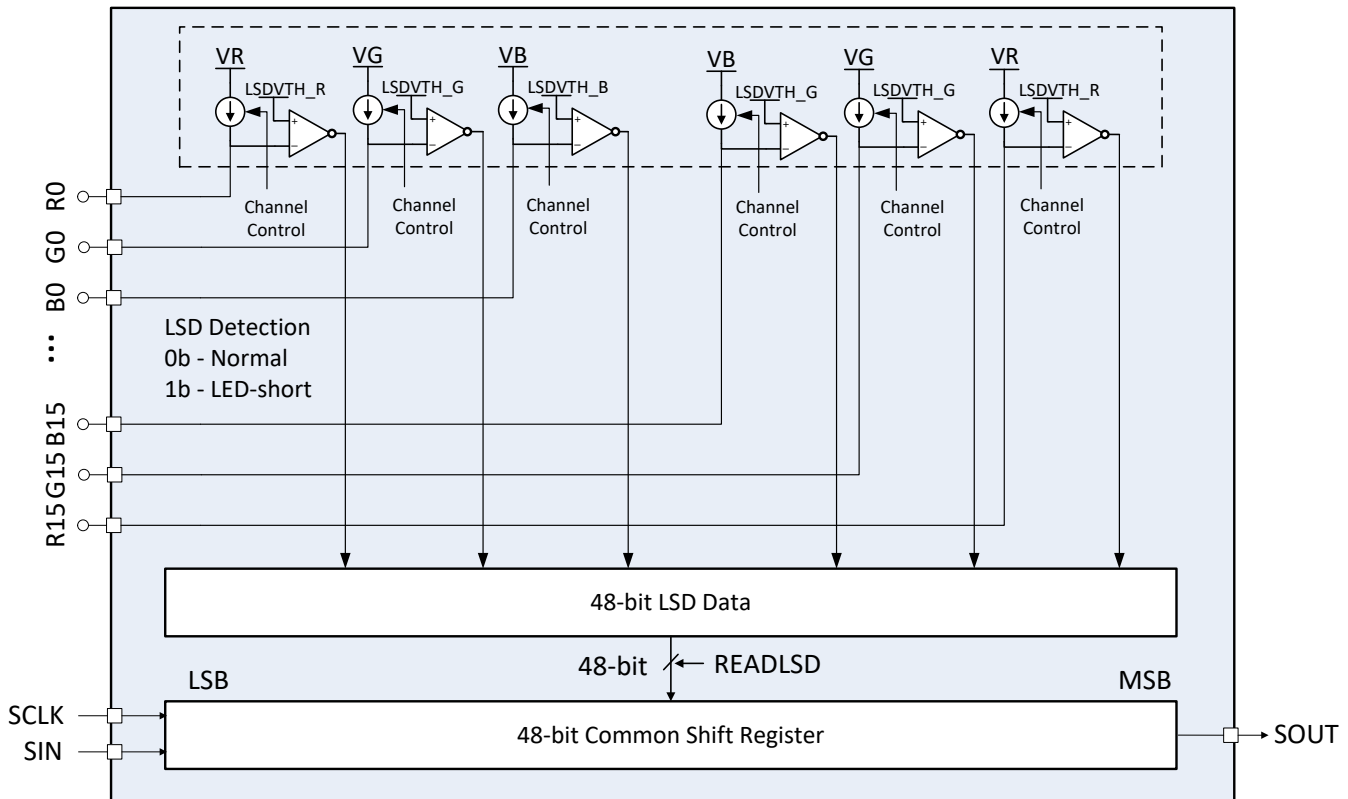 VR
VG
VB
VB
VG
VR
LSDVTH_R
LSDVTH_G
LSDVTH_B
LSDVTH_G
LSDVTH_G
LSDVTH_R
+
+
+
+
+
+
−
−
−
−
−
−
Channel
Control
Channel
Control
Channel
Control
Channel
Control
Channel
Control
Channel
Control
R0
G0
B0
...
B15
G15
R15
LSD Detection
0b - Normal
1b - LED-short
48-bit LSD Data
48-bit
READLSD
LSB
MSB
SCLK
SIN
48-bit Common Shift Register
SOUT